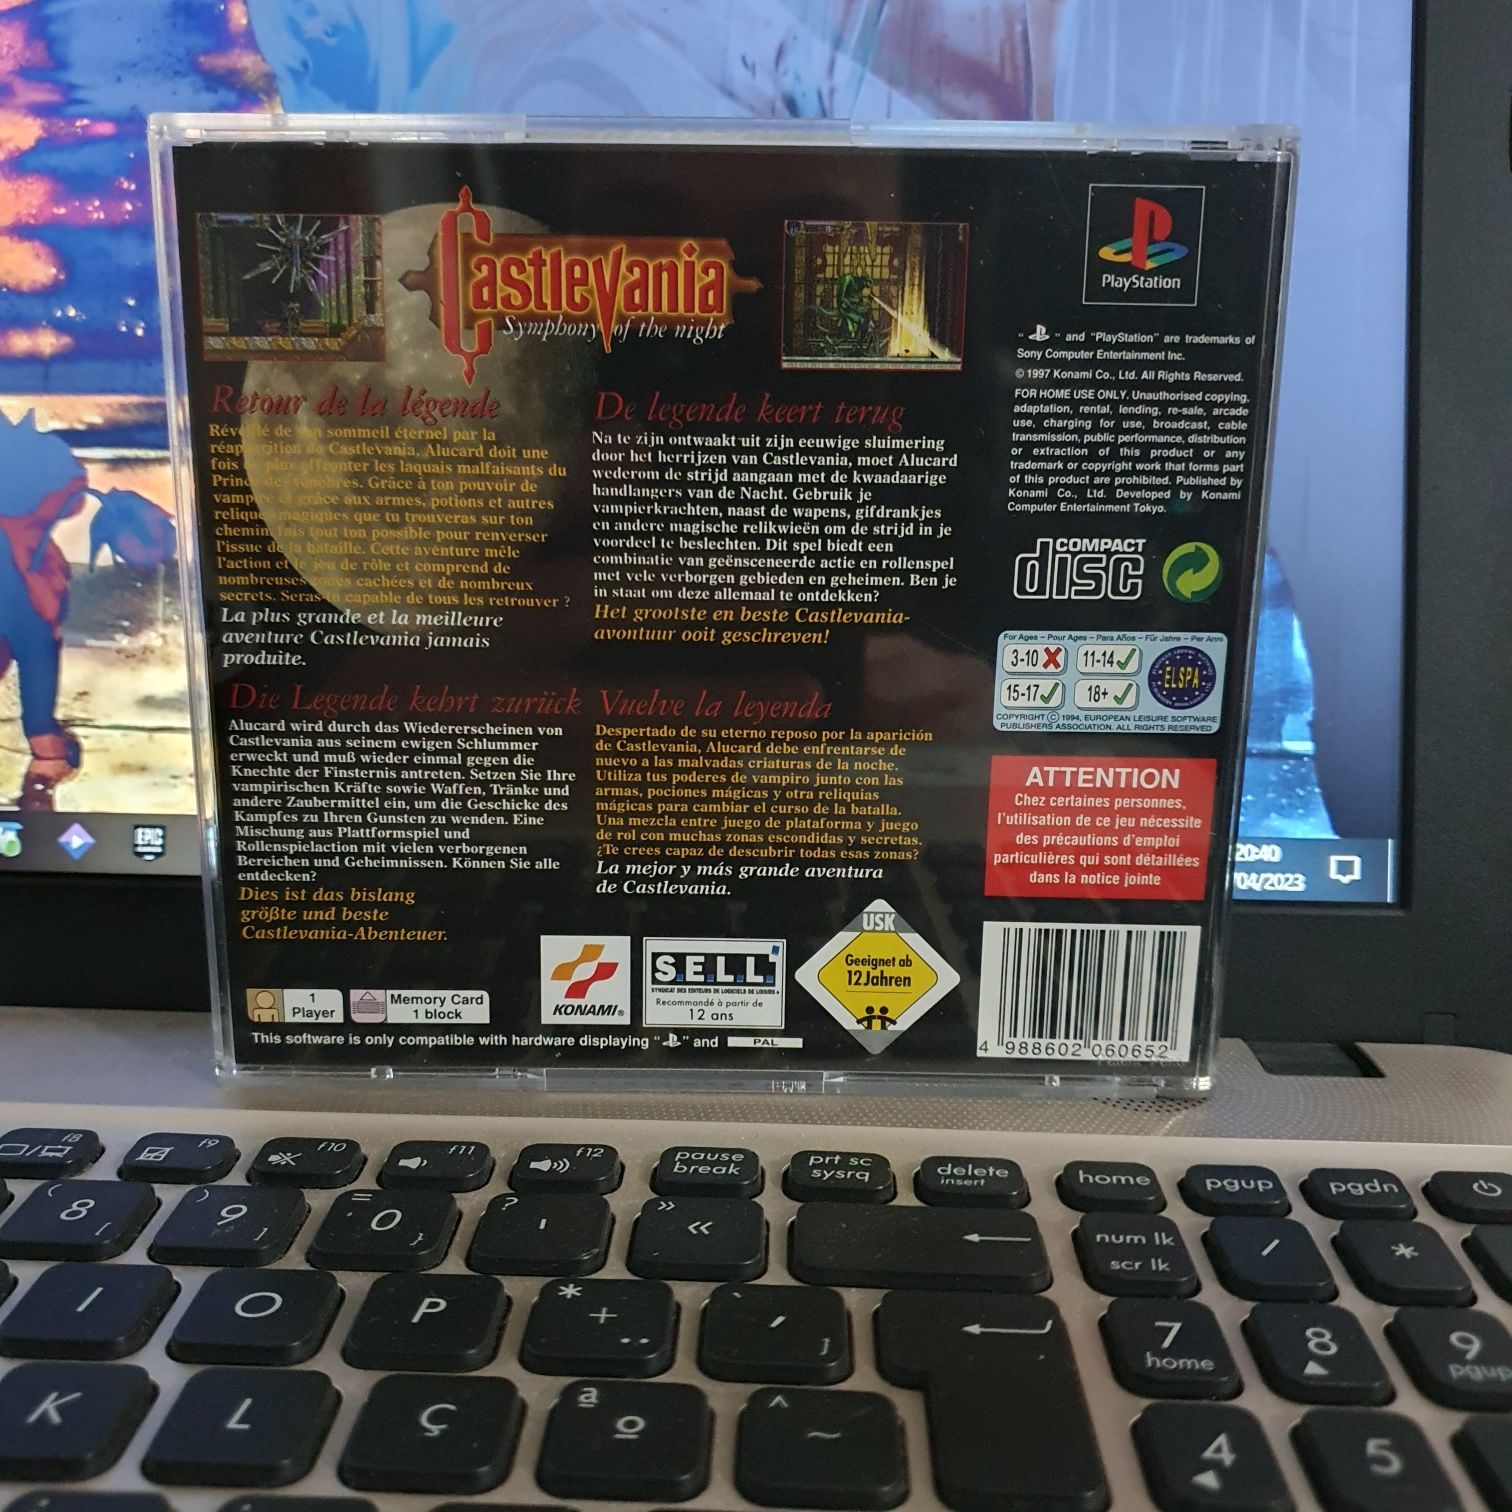 Castlevania
Symphony of the night
Retour de la légende
Réveillé de son sommeil éternel par la
réapparition de Castlevania, Alucard doit une
fois de plus affronter les laquais malfaisants du
Prince des ténèbres. Grâce à ton pouvoir de
vampire et grâce aux armes, potions et autres
reliques magiques que tu trouveras sur ton
chemin, fais tout ton possible pour renverser
l'issue de la bataille. Cette aventure mêle
l'action et le jeu de rôle et comprend de
nombreuses zones cachées et de nombreux
secrets. Seras-tu capable de tous les retrouver ?
La plus grande et la meilleure
aventure Castlevania jamais
produite.
De legende keert terug
Na te zijn ontwaakt uit zijn eeuwige sluimering
door het herrijzen van Castlevania, moet Alucard
wederom de strijd aangaan met de kwaadaarige
handlangers van de Nacht. Gebruik je
vampierkrachten, naast de wapens, gifdrankjes
en andere magische relikwieën om de strijd in je
voordeel te beslechten. Dit spel biedt een
combinatie van geënsceneerde actie en rollenspel
met vele verborgen gebieden en geheimen. Ben je
in staat om deze allemaal te ontdekken?
Het grootste en beste Castlevania-
avontuur ooit geschreven!
Die Legende kehrt zurück
Alucard wird durch das Wiedererscheinen von
Castlevania aus seinem ewigen Schlummer
erweckt und muß wieder einmal gegen die
Knechte der Finsternis antreten. Setzen Sie Ihre
vampirischen Kräfte sowie Waffen, Tränke und
andere Zaubermittel ein, um die Geschicke des
Kampfes zu Ihren Gunsten zu wenden. Eine
Mischung aus Plattformspiel und
Rollenspielaction mit vielen verborgenen
Bereichen und Geheimnissen. Können Sie alle
entdecken?
Dies ist das bislang
größte und beste
Castlevania-Abenteuer.
Vuelve la leyenda
Despertado de su eterno reposo por la aparición
de Castlevania, Alucard debe enfrentarse de
nuevo a las malvadas criaturas de la noche.
Utiliza tus poderes de vampiro junto con las
armas, pociones mágicas y otra reliquias
mágicas para cambiar el curso de la batalla.
Una mezcla entre juego de plataforma y juego
de rol con muchas zonas escondidas y secretas.
¿Te crees capaz de descubrir todas esas zonas?
La mejor y más grande aventura
de Castlevania.
PlayStation
" " and "PlayStation" are trademarks of
Sony Computer Entertainment Inc.
© 1997 Konami Co., Ltd. All Rights Reserved.
FOR HOME USE ONLY. Unauthorised copying,
adaptation, rental, lending, re-sale, arcade
use, charging for use, broadcast, cable
transmission, public performance, distribution
or extraction of this product or any
trademark or copyright work that forms part
of this product are prohibited. Published by
Konami Co., Ltd. Developed by Konami
Computer Entertainment Tokyo.
COMPACT
disc
For Ages – Pour Ages – Para Años – Für Jahre – Per Anni
3-10 11-14
15-17 18+
ELSPA
COPYRIGHT © 1994, EUROPEAN LEISURE SOFTWARE
PUBLISHERS ASSOCIATION. ALL RIGHTS RESERVED
ATTENTION
Chez certaines personnes,
l'utilisation de ce jeu nécessite
des précautions d'emploi
particulières qui sont détaillées
dans la notice jointe
1
Player
Memory Card
1 block
KONAMI®
S.E.L.L.
SYNDICAT DES EDITEURS DE LOGICIELS DE LOISIRS
Recommandé à partir de
12 ans
USK
Geeignet ab
12 Jahren
4 988602 060652
This software is only compatible with hardware displaying " " and PAL
EPIC
20:40
/04/2023
f8 f9 f10 f11 f12 pause break prt sc sysrq delete insert home pgup pgdn
( 8 [ ) 9 ] = 0 } ? ' » « ← num lk scr lk / *
I O P * + ¨ ` ´ ] 7 home 8 9 pgup
K L Ç ª º ^ ~ 4 5